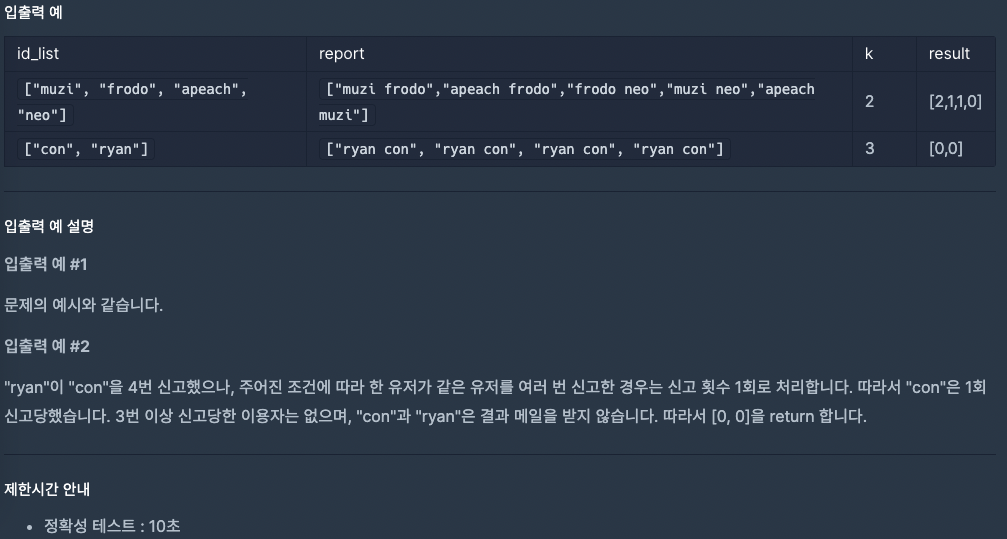 입출력 예
id_list report k result
["muzi", "frodo", "apeach", "neo"] ["muzi frodo","apeach frodo","frodo neo","muzi neo","apeach muzi"] 2 [2,1,1,0]
["con", "ryan"] ["ryan con", "ryan con", "ryan con", "ryan con"] 3 [0,0]
입출력 예 설명
입출력 예 #1
문제의 예시와 같습니다.
입출력 예 #2
"ryan"이 "con"을 4번 신고했으나, 주어진 조건에 따라 한 유저가 같은 유저를 여러 번 신고한 경우는 신고 횟수 1회로 처리합니다. 따라서 "con"은 1회
신고당했습니다. 3번 이상 신고당한 이용자는 없으며, "con"과 "ryan"은 결과 메일을 받지 않습니다. 따라서 [0, 0]을 return 합니다.
제한시간 안내
• 정확성 테스트 : 10초